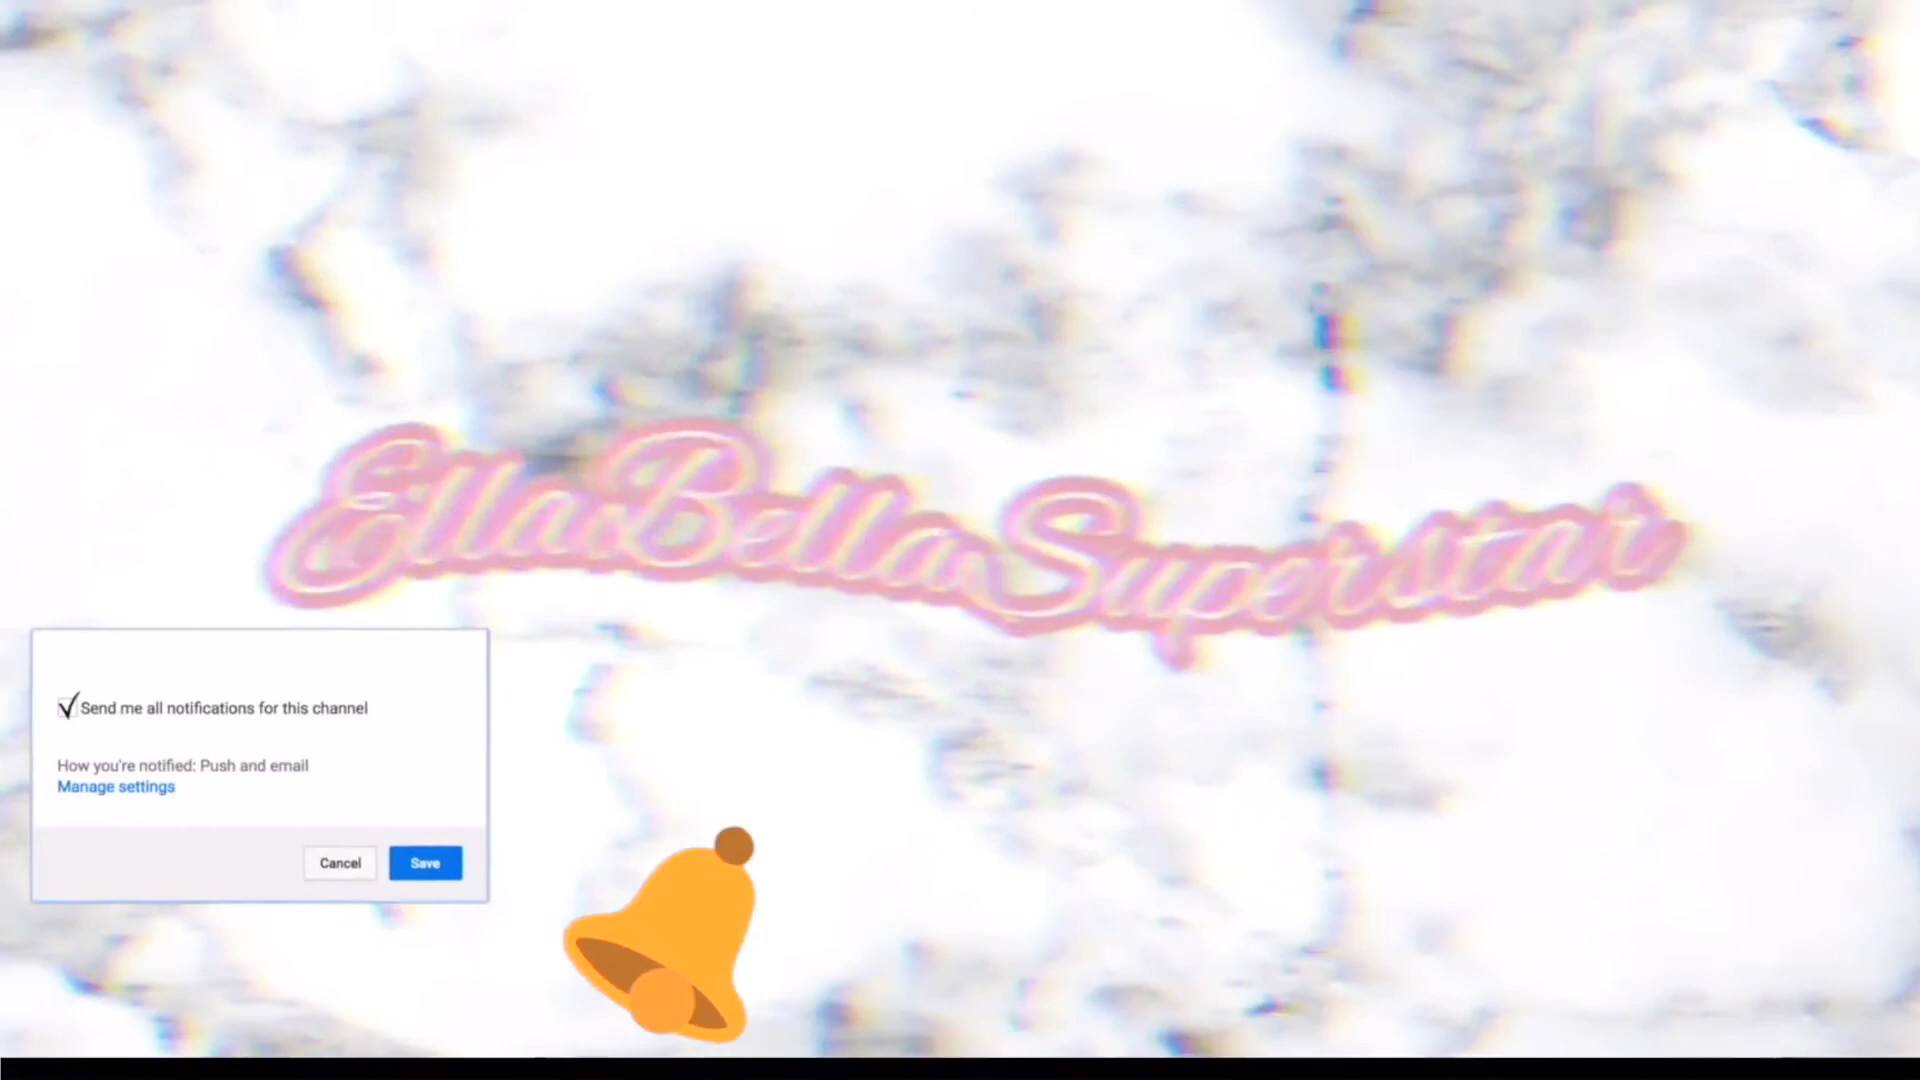 EllaBellaSuperstar
Send me all notifications for this channel
How you're notified: Push and email
Manage settings
Cancel
Save